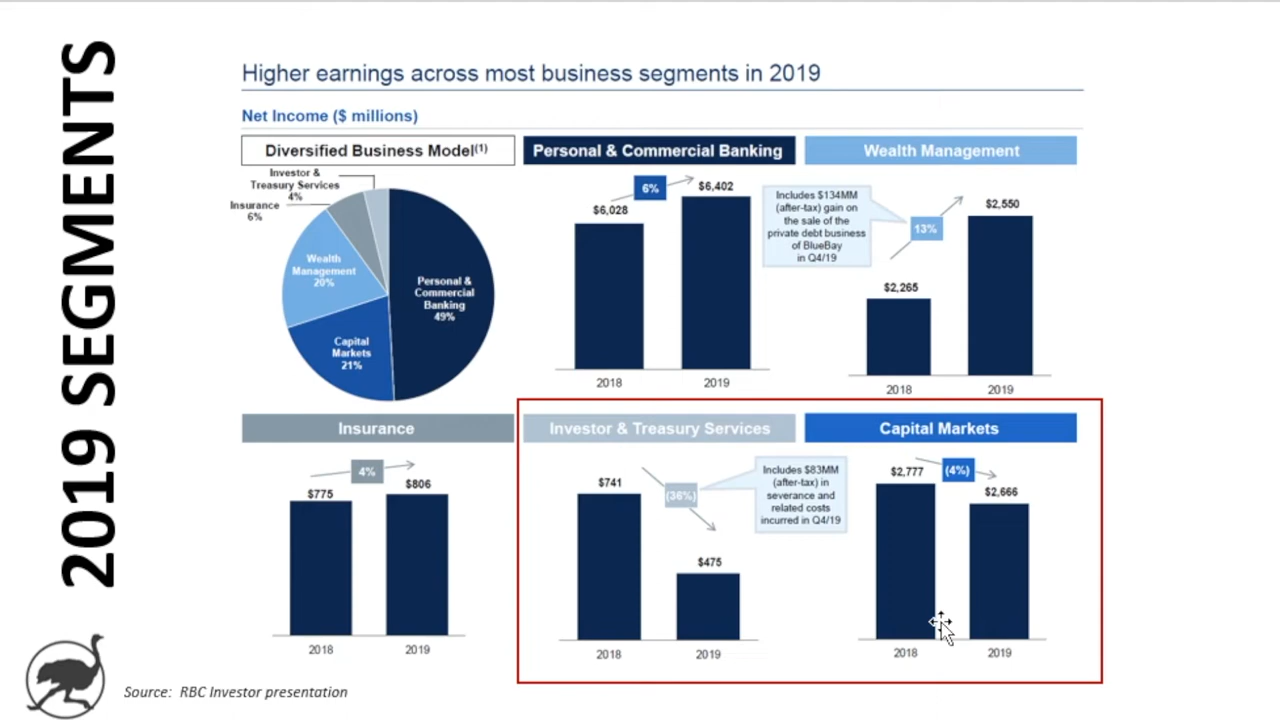 2019 SEGMENTS
Higher earnings across most business segments in 2019
Net Income ($ millions)
Diversified Business Model(1)
Investor &
Treasury Services
4%
Insurance
6%
Wealth
Management
20%
Personal &
Commercial
Banking
49%
Capital
Markets
21%
Personal & Commercial Banking
6%
$6,028
$6,402
2018
2019
Wealth Management
Includes $134MM
(after-tax) gain on
the sale of the
private debt business
of BlueBay
in Q4/19
13%
$2,265
$2,550
2018
2019
Insurance
4%
$775
$806
2018
2019
Investor & Treasury Services
$741
(36%)
$475
Includes $83MM
(after-tax) in
severance and
related costs
incurred in Q4/19
2018
2019
Capital Markets
$2,777
(4%)
$2,666
2018
2019
Source: RBC Investor presentation